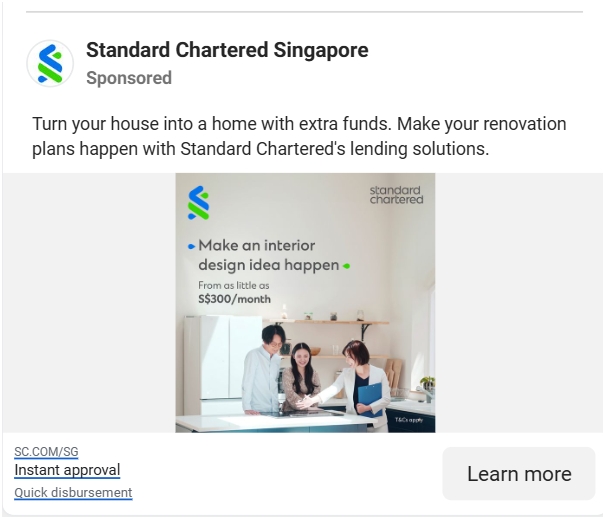 Standard Chartered Singapore
Sponsored
Turn your house into a home with extra funds. Make your renovation
plans happen with Standard Chartered's lending solutions.
standard
chartered
Make an interior
design idea happen
From as little as
S$300/month
T&Cs apply
SC.COM/SG
Instant approval
Quick disbursement
Learn more